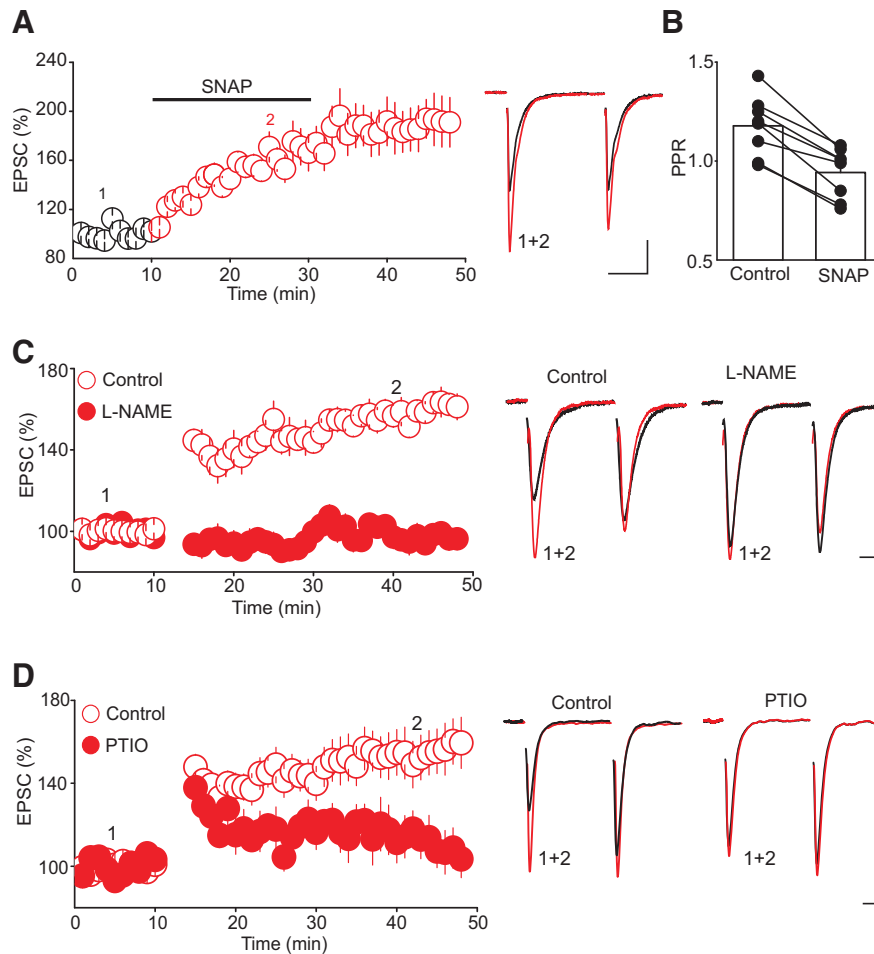 A
EPSC (%)
240
200
160
120
80
SNAP
1
2
0 10 20 30 40 50
Time (min)
1+2
B
PPR
1.5
1.0
0.5
Control SNAP
C
EPSC (%)
180
140
100
Control
L-NAME
1
2
0 10 20 30 40 50
Time (min)
Control L-NAME
1+2 1+2
D
EPSC (%)
180
140
100
Control
PTIO
1
2
0 10 20 30 40 50
Time (min)
Control PTIO
1+2 1+2